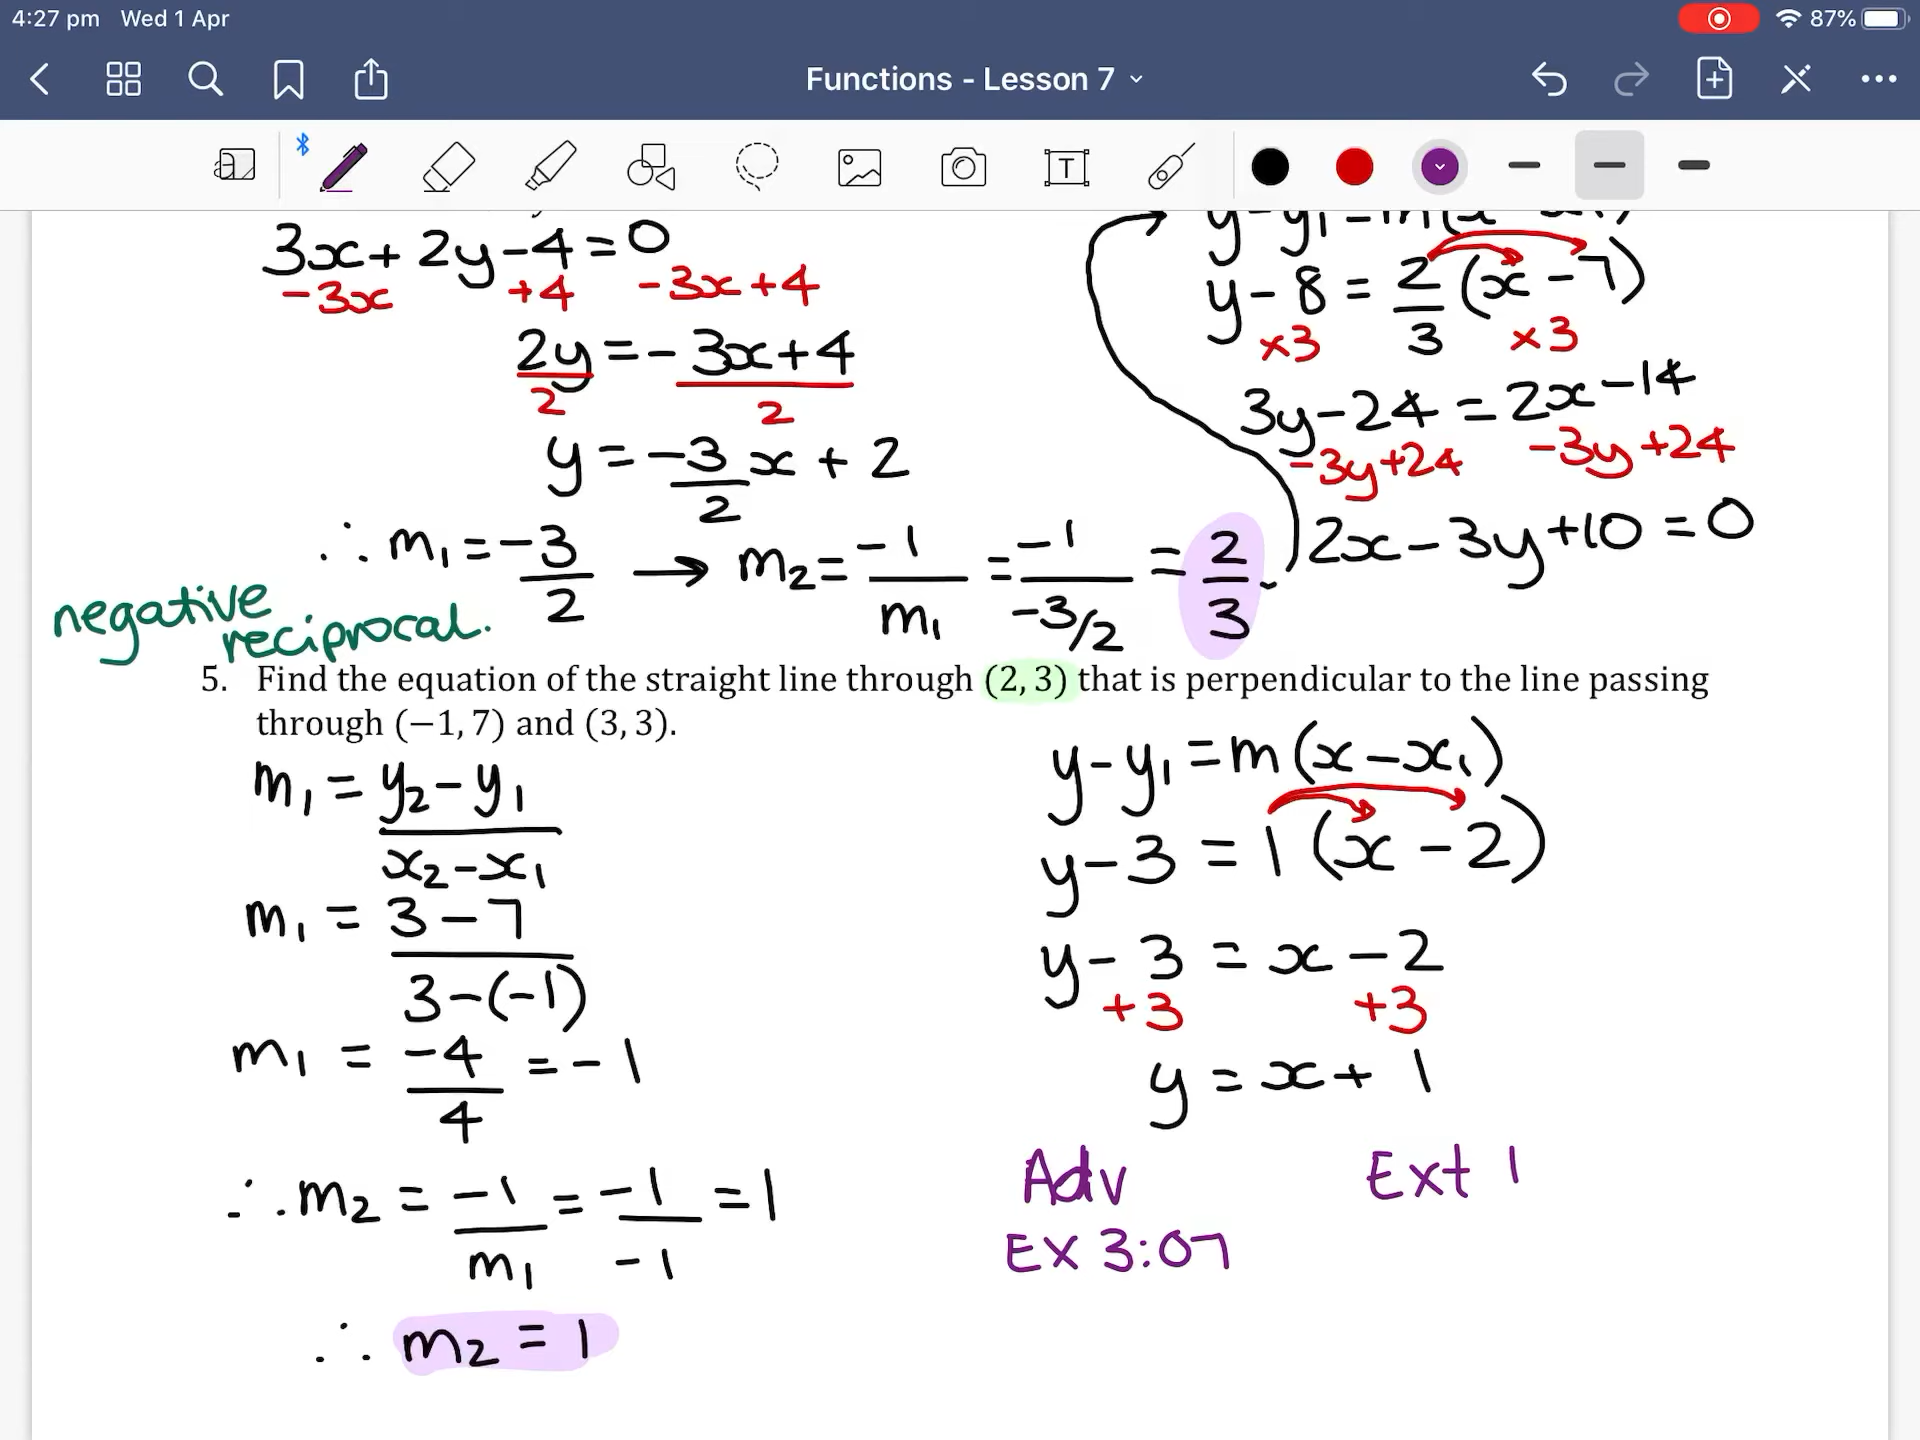 4:27 pm Wed 1 Apr
87%
Functions - Lesson 7
T
3x + 2y - 4 = 0
-3x +4 -3x + 4
2y = -3x + 4
2 2
y = -3/2 x + 2
∴ m₁ = -3/2 → m₂ = -1/m₁ = -1/-3/2 = 2/3
negative
reciprocal.
y - y₁ = m(x
y - 8 = 2/3 (x - 7)
×3 ×3
3y - 24 = 2x - 14
-3y + 24 -3y + 24
2x - 3y + 10 = 0
5. Find the equation of the straight line through (2, 3) that is perpendicular to the line passing
through (−1, 7) and (3, 3).
m₁ = y₂ - y₁/x₂ - x₁
m₁ = 3 - 7/3 - (-1)
m₁ = -4/4 = -1
∴ m₂ = -1/m₁ = -1/-1 = 1
∴ m₂ = 1
y - y₁ = m(x - x₁)
y - 3 = 1(x - 2)
y - 3 = x - 2
+3 +3
y = x + 1
Adv Ext 1
Ex 3:07